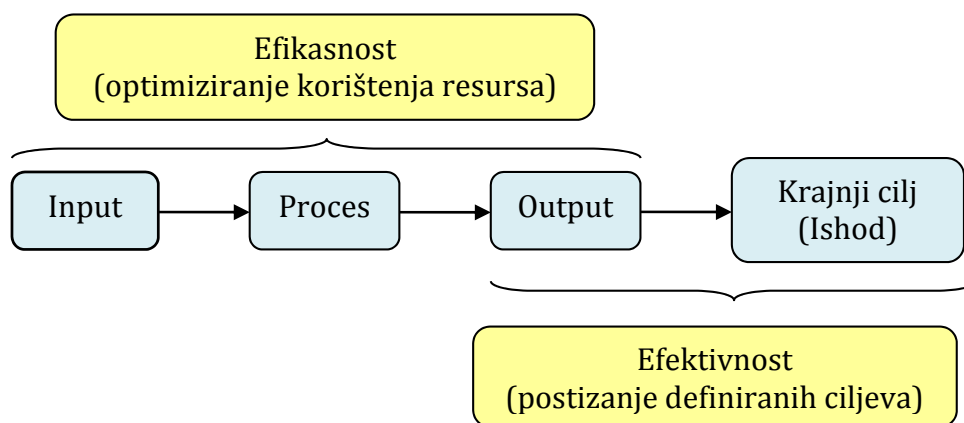 Efikasnost
(optimiziranje korištenja resursa)
Input
Proces
Output
Krajnji cilj
(Ishod)
Efektivnost
(postizanje definiranih ciljeva)